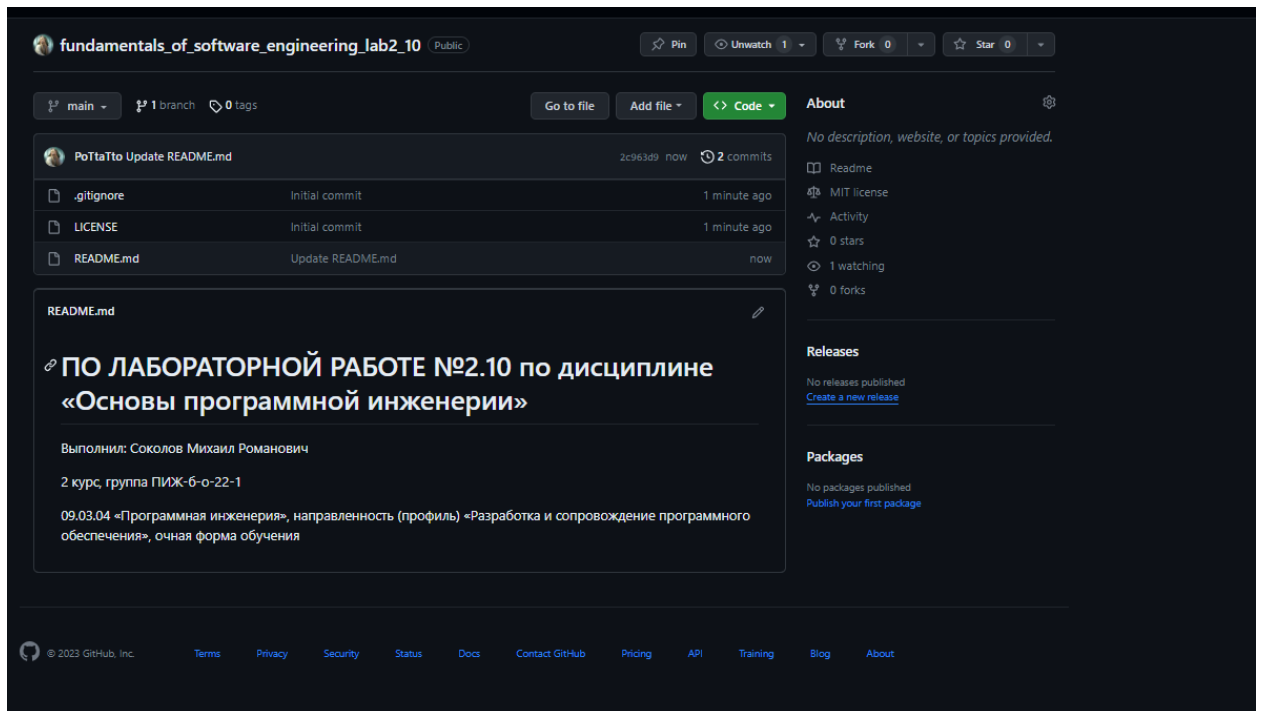 fundamentals_of_software_engineering_lab2_10 Public Pin Unwatch 1 Fork 0 Star 0
main 1 branch 0 tags Go to file Add file Code
PoTtaTto Update README.md 2c963d9 now 2 commits
.gitignore Initial commit 1 minute ago
LICENSE Initial commit 1 minute ago
README.md Update README.md now
README.md
ПО ЛАБОРАТОРНОЙ РАБОТЕ №2.10 по дисциплине
«Основы программной инженерии»
Выполнил: Соколов Михаил Романович
2 курс, группа ПИЖ-б-о-22-1
09.03.04 «Программная инженерия», направленность (профиль) «Разработка и сопровождение программного
обеспечения», очная форма обучения
About
No description, website, or topics provided.
Readme
MIT license
Activity
0 stars
1 watching
0 forks
Releases
No releases published
Create a new release
Packages
No packages published
Publish your first package
© 2023 GitHub, Inc. Terms Privacy Security Status Docs Contact GitHub Pricing API Training Blog About